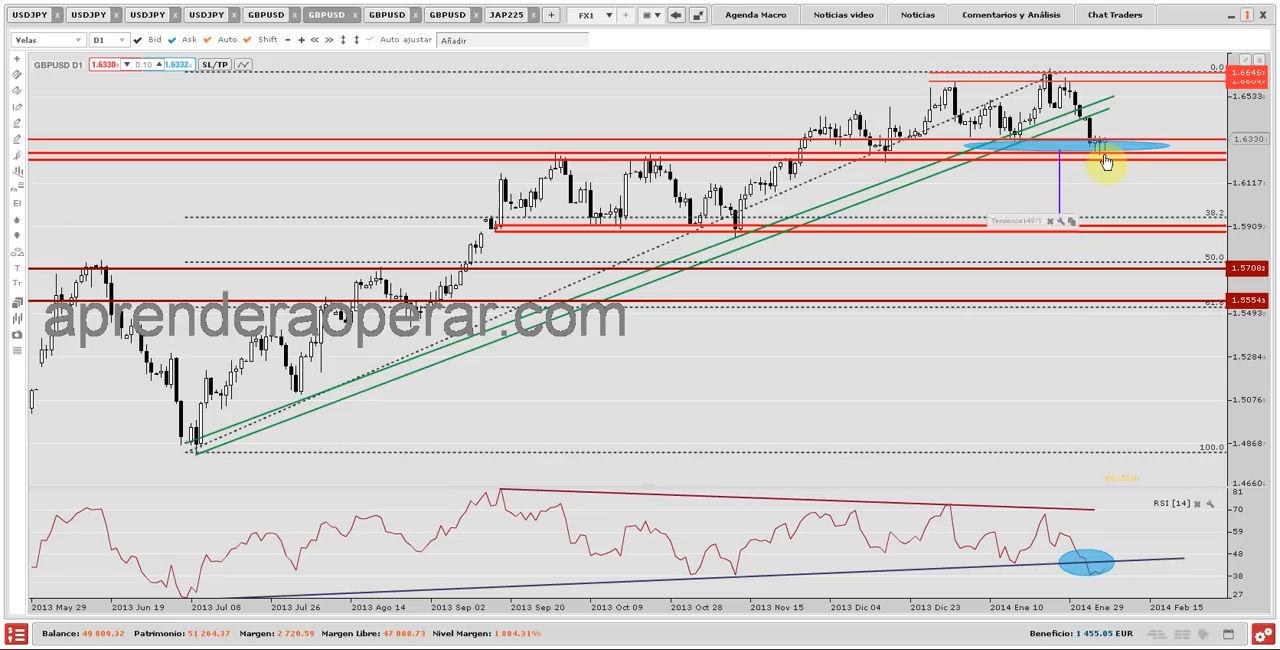 USDJPY USDJPY USDJPY USDJPY GBPUSD GBPUSD GBPUSD GBPUSD JAP225 + FX1 Agenda Macro Noticias video Noticias Comentarios y Análisis Chat Traders
Velas D1 Bid Ask Auto Shift Auto ajustar Añadir
GBPUSD D1 1.6330 0.10 1.6332 SL/TP
0.0
1.6646
1.6533
1.6330
1.6117
38.2
Tendencia
1.5909
50.0
1.5708
1.5554
aprenderaoperar.com
1.5493
1.5284
1.5076
100.0
1.4868
1.4660
81
RSI [14]
70
59
48
38
27
2013 May 29 2013 Jun 19 2013 Jul 08 2013 Jul 26 2013 Ago 14 2013 Sep 02 2013 Sep 20 2013 Oct 09 2013 Oct 28 2013 Nov 15 2013 Dic 04 2013 Dic 23 2014 Ene 10 2014 Ene 29 2014 Feb 15
Balance: 49 809.32 Patrimonio: 51 264.37 Margen: 2 720.59 Margen Libre: 47 088.73 Nivel Margen: 1 884.31% Beneficio: 1 455.05 EUR